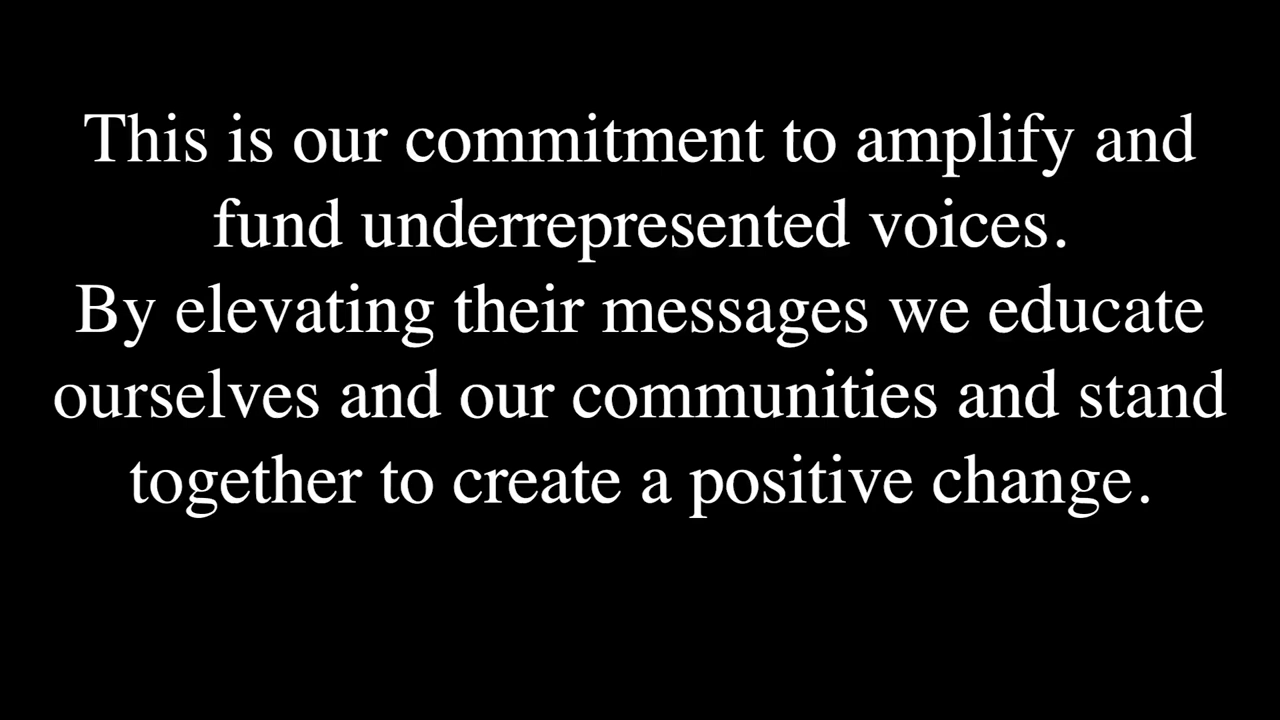 This is our commitment to amplify and
fund underrepresented voices.
By elevating their messages we educate
ourselves and our communities and stand
together to create a positive change.